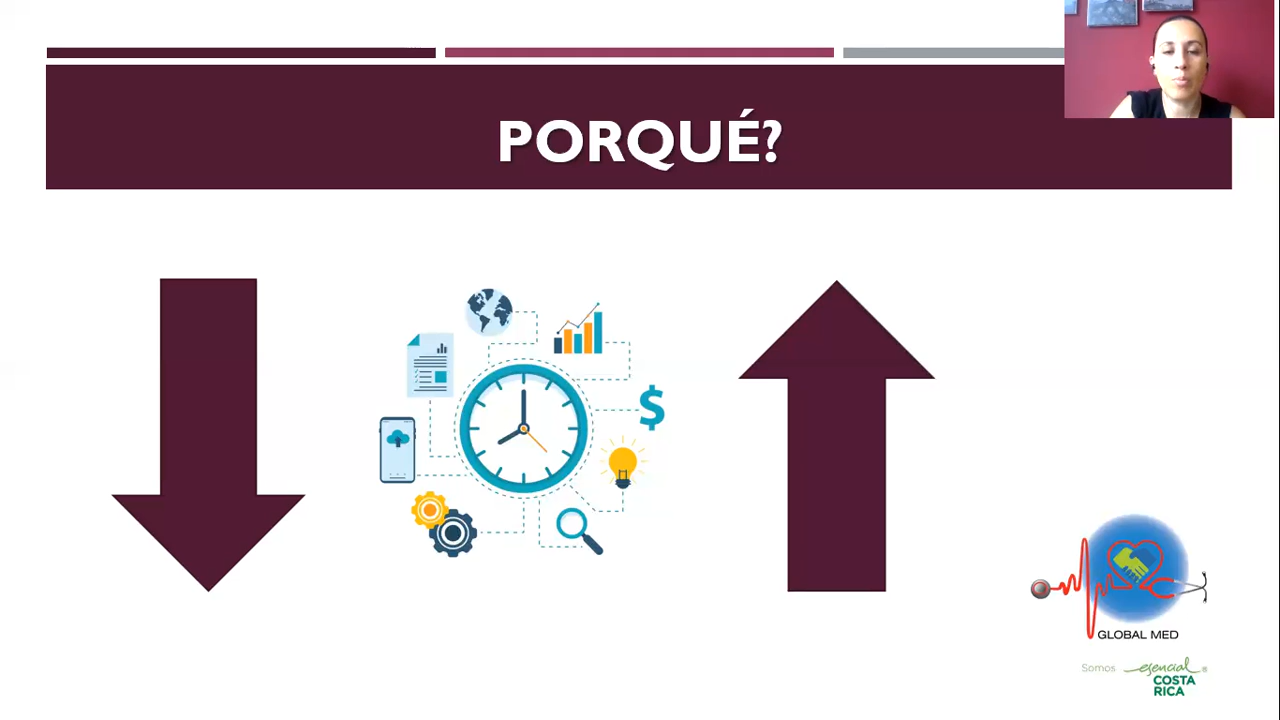 PORQUÉ?
$
GLOBAL MED
Somos esencial
COSTA
RICA